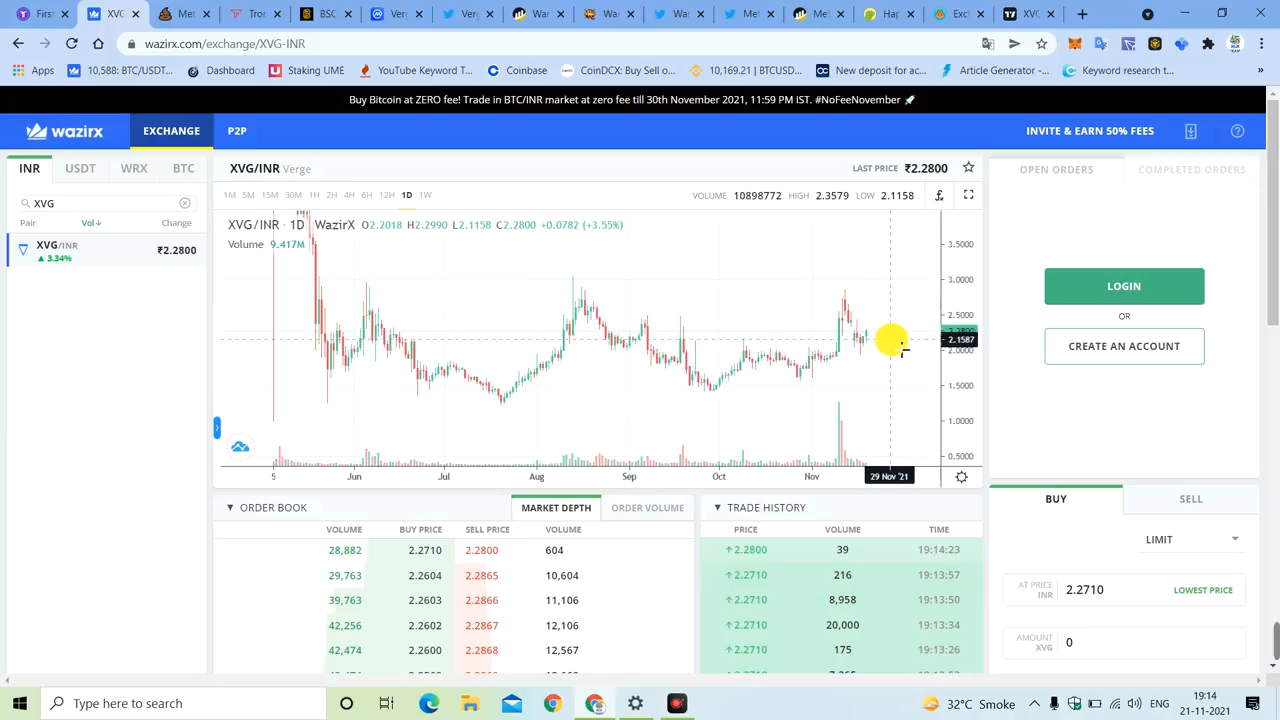 wazirx.com/exchange/XVG-INR
Apps
10,588: BTC/USDT...
Dashboard
Staking UME
YouTube Keyword T...
Coinbase
CoinDCX: Buy Sell o...
10,169.21 | BTCUSD...
New deposit for acc...
Article Generator -...
Keyword research t...
Buy Bitcoin at ZERO fee! Trade in BTC/INR market at zero fee till 30th November 2021, 11:59 PM IST. #NoFeeNovember 🚀
wazirx
EXCHANGE
P2P
INVITE & EARN 50% FEES
INR
USDT
WRX
BTC
XVG
Pair
Vol↓
Change
XVG/INR
▲ 3.34%
₹2.2800
XVG/INR Verge
LAST PRICE ₹2.2800
1M 5M 15M 30M 1H 2H 4H 6H 12H 1D 1W
VOLUME 10898772 HIGH 2.3579 LOW 2.1158
XVG/INR · 1D WazirX O2.2018 H2.2990 L2.1158 C2.2800 +0.0782 (+3.55%)
Volume 9.417M
3.5000
3.0000
2.5000
2.1587
2.0000
1.5000
1.0000
0.5000
5 Jun Jul Aug Sep Oct Nov 29 Nov '21
OPEN ORDERS
COMPLETED ORDERS
LOGIN
OR
CREATE AN ACCOUNT
ORDER BOOK
MARKET DEPTH
ORDER VOLUME
VOLUME BUY PRICE SELL PRICE VOLUME
28,882 2.2710 2.2800 604
29,763 2.2604 2.2865 10,604
39,763 2.2603 2.2866 11,106
42,256 2.2602 2.2867 12,106
42,474 2.2600 2.2868 12,567
TRADE HISTORY
PRICE VOLUME TIME
2.2800 39 19:14:23
2.2710 216 19:13:57
2.2710 8,958 19:13:50
2.2710 20,000 19:13:34
2.2710 175 19:13:26
BUY
SELL
LIMIT
AT PRICE INR 2.2710 LOWEST PRICE
AMOUNT XVG 0
Type here to search
32°C Smoke
ENG
19:14
21-11-2021